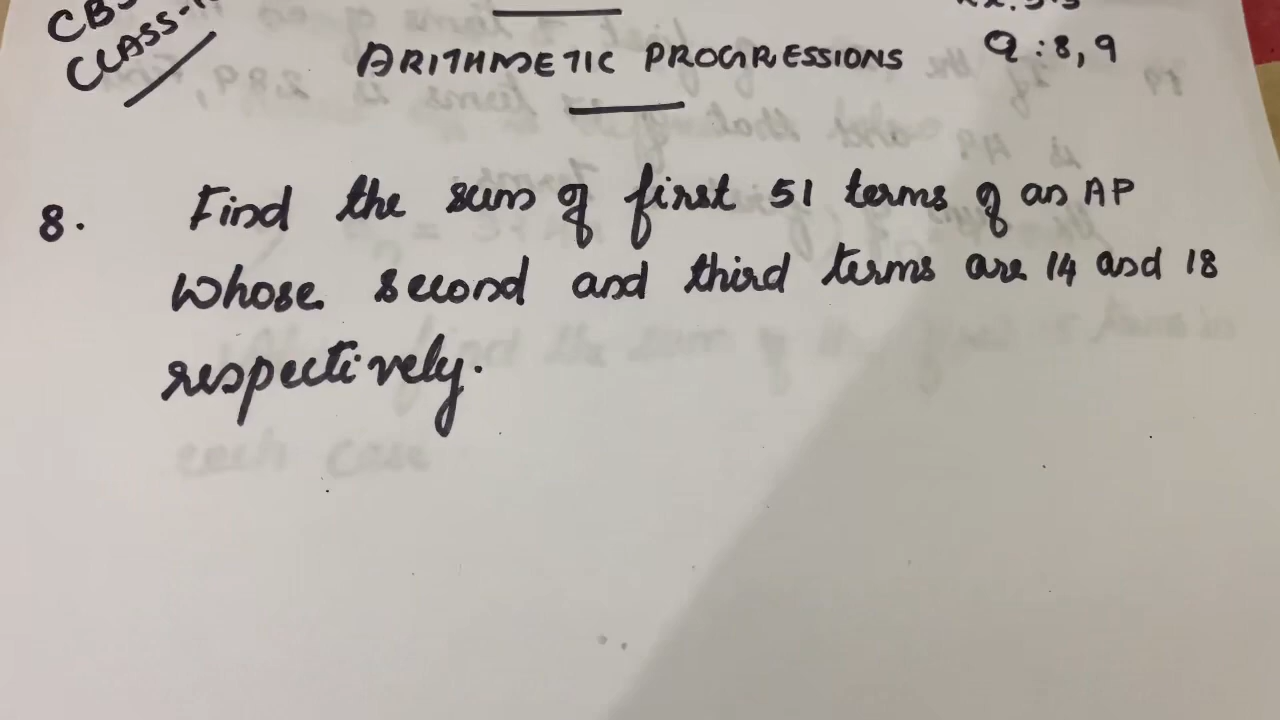 ARITHMETIC PROGRESSIONS
Q : 8, 9
8. Find the sum of first 51 terms of an AP
whose second and third terms are 14 and 18
respectively.